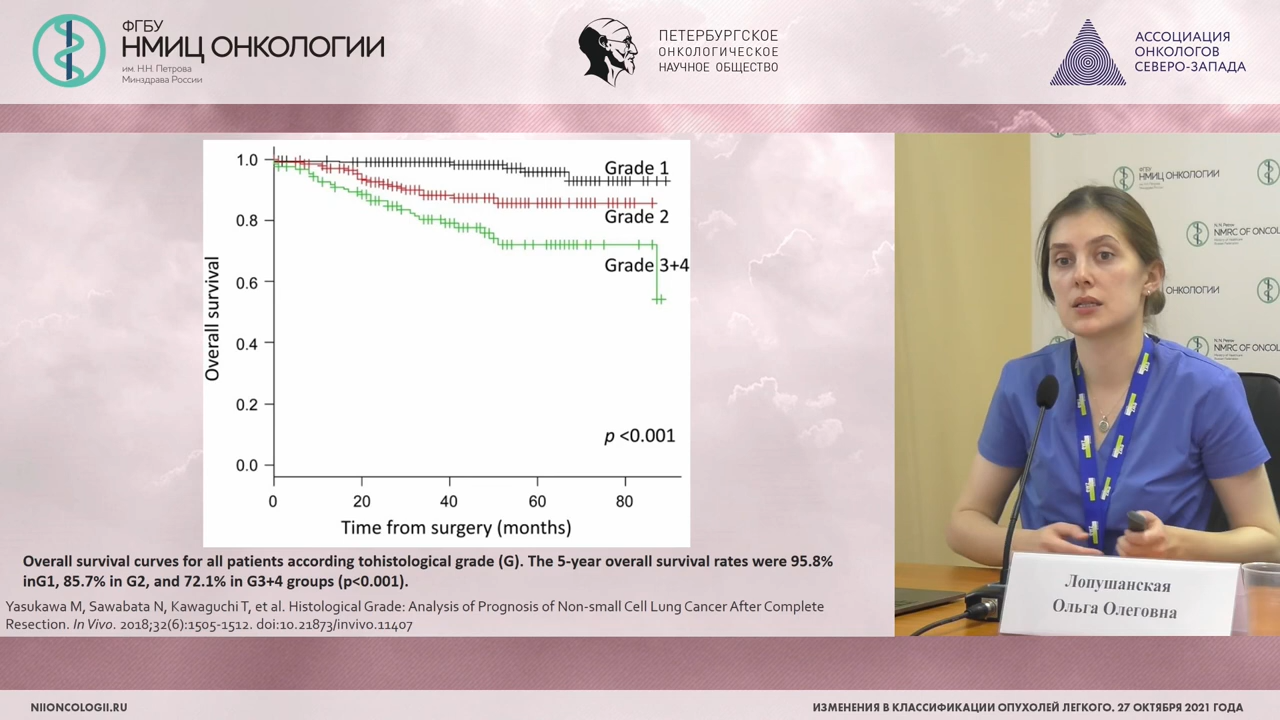 ФГБУ
НМИЦ ОНКОЛОГИИ
им. Н.Н. Петрова
Минздрава России
ПЕТЕРБУРГСКОЕ
ОНКОЛОГИЧЕСКОЕ
НАУЧНОЕ ОБЩЕСТВО
АССОЦИАЦИЯ
ОНКОЛОГОВ
СЕВЕРО-ЗАПАДА
Overall survival
1.0
0.8
0.6
0.4
0.2
0.0
Grade 1
Grade 2
Grade 3+4
p <0.001
0 20 40 60 80
Time from surgery (months)
Overall survival curves for all patients according tohistological grade (G). The 5-year overall survival rates were 95.8%
inG1, 85.7% in G2, and 72.1% in G3+4 groups (p<0.001).
Yasukawa M, Sawabata N, Kawaguchi T, et al. Histological Grade: Analysis of Prognosis of Non-small Cell Lung Cancer After Complete
Resection. In Vivo. 2018;32(6):1505-1512. doi:10.21873/invivo.11407
ФГБУ
НМИЦ ОНКОЛОГИИ
NMRC OF ONCOL
ОНКОЛОГИИ
NMRC OF ONCOL
Лопушанская
Ольга Олеговна
NIIONCOLOGII.RU
ИЗМЕНЕНИЯ В КЛАССИФИКАЦИИ ОПУХОЛЕЙ ЛЕГКОГО. 27 ОКТЯБРЯ 2021 ГОДА